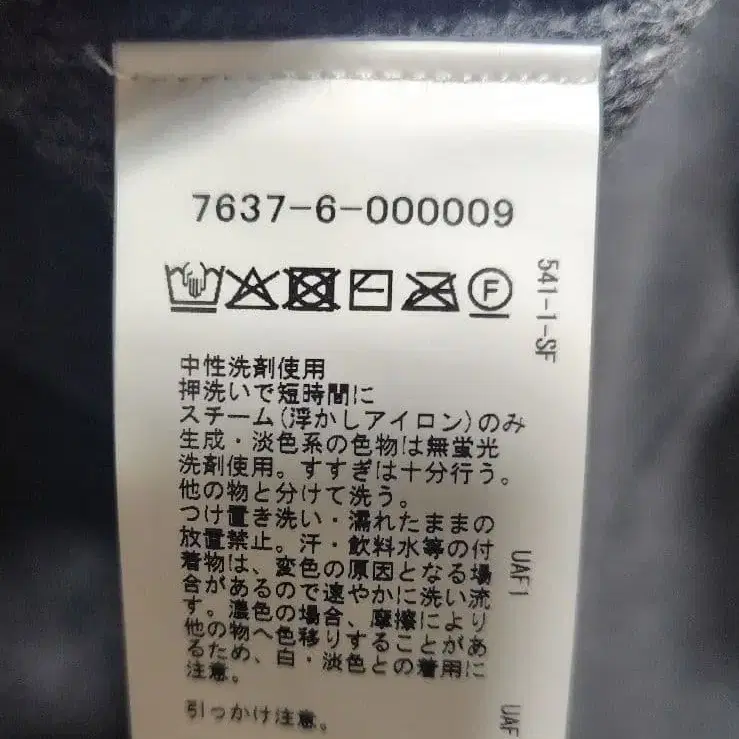 7637-6-000009
541-1-SF
F
中性洗剤使用
押洗いで短時間に
スチーム(浮かしアイロン)のみ
生成・淡色系の色物は無蛍光
洗剤使用。すすぎは十分行う。
他の物と分けて洗う。
つけ置き洗い・濡れたままの
放置禁止。汗・飲料水等の付
着物は、変色の原因となる場
合があるので速やかに洗い流
す。濃色の場合、摩擦により
他の物へ色移りすることがあ
るため、白・淡色との着用に
注意。
引っかけ注意。
UAF1
UAF